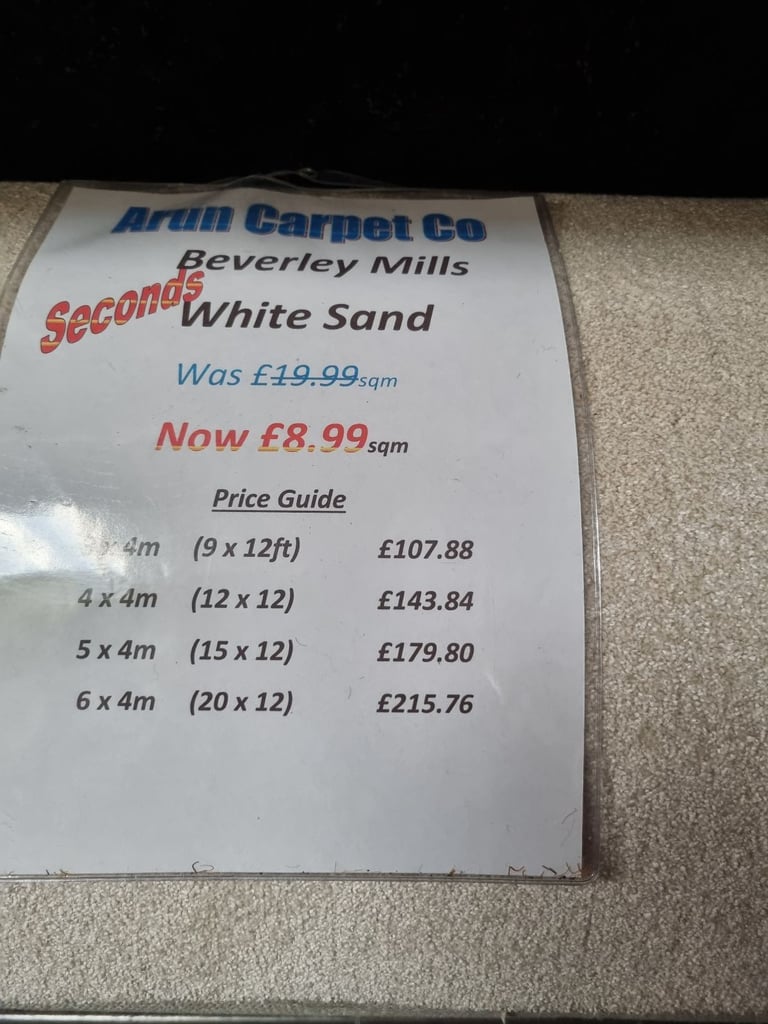 Arun Carpet Co
Beverley Mills
Seconds
White Sand
Was £19.99sqm
Now £8.99sqm
Price Guide
x 4m (9 x 12ft) £107.88
4 x 4m (12 x 12) £143.84
5 x 4m (15 x 12) £179.80
6 x 4m (20 x 12) £215.76